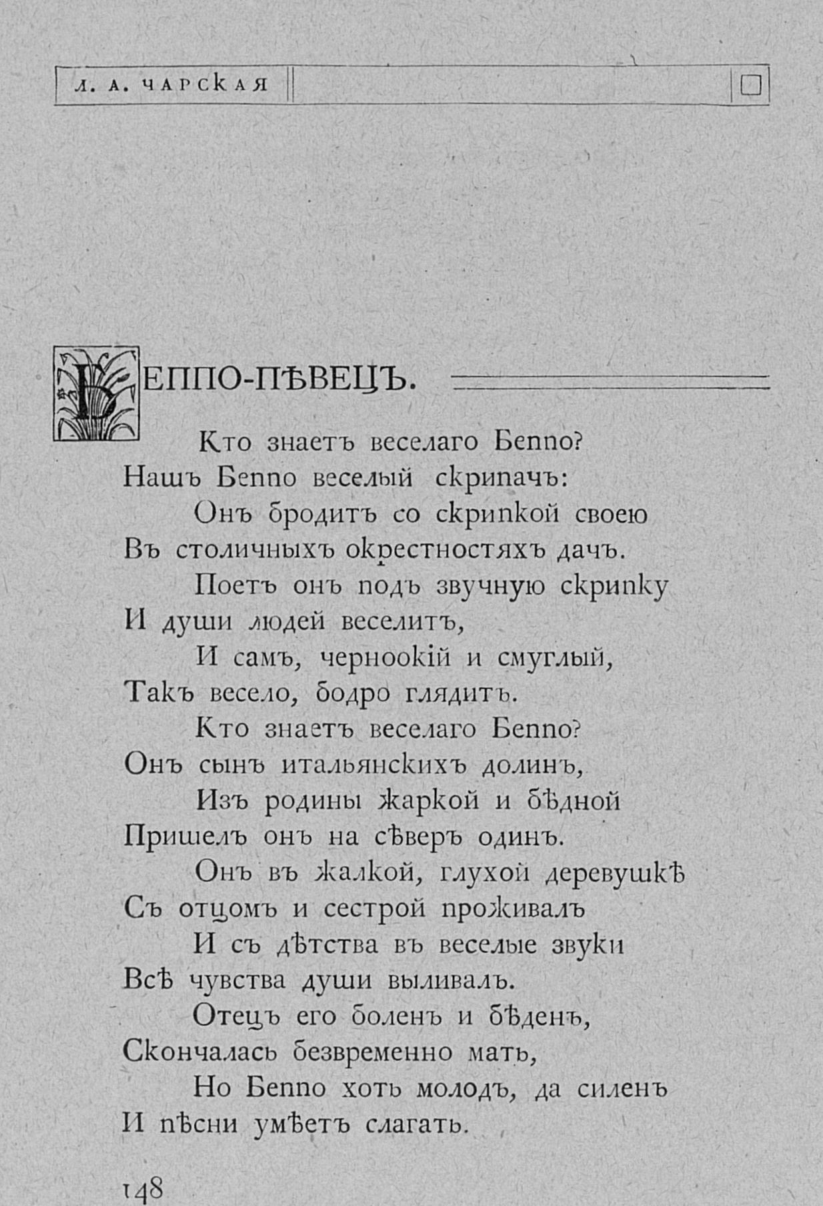 Л. А. ЧАРСКАЯ
БЕППО-ПѢВЕЦЪ.
Кто знаетъ веселаго Беппо?
Нашъ Беппо веселый скрипачъ:
Онъ бродитъ со скрипкой своею
Въ столичныхъ окрестностяхъ дачъ.
Поетъ онъ подъ звучную скрипку
И души людей веселитъ,
И самъ, черноокій и смуглый,
Такъ весело, бодро глядитъ.
Кто знаетъ веселаго Беппо?
Онъ сынъ итальянскихъ долинъ,
Изъ родины жаркой и бѣдной
Пришелъ онъ на сѣверъ одинъ.
Онъ въ жалкой, глухой деревушкѣ
Съ отцомъ и сестрой проживалъ
И съ дѣтства въ веселые звуки
Всѣ чувства души выливалъ.
Отецъ его боленъ и бѣденъ,
Скончалась безвременно мать,
Но Беппо хоть молодъ, да силенъ
И пѣсни умѣетъ слагать.
148